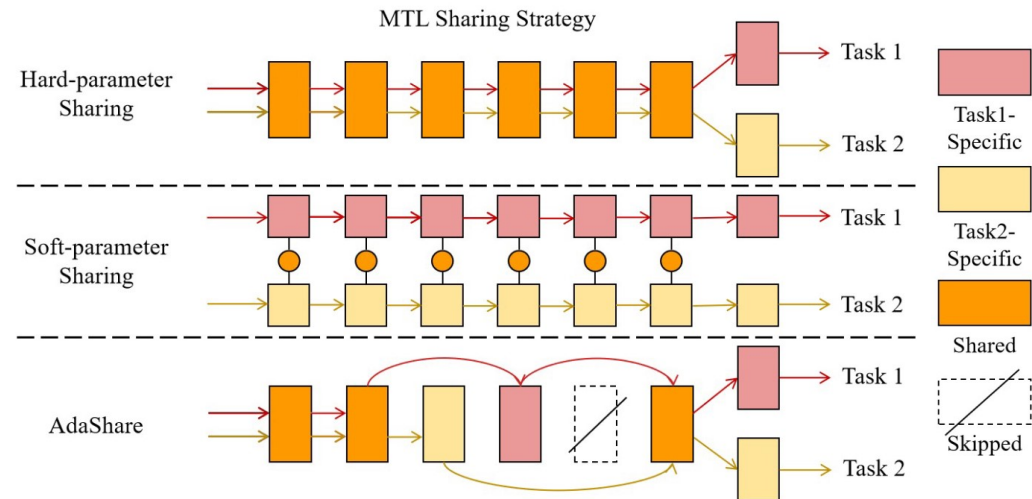 MTL Sharing Strategy
Hard-parameter
Sharing
Task 1
Task 2
Soft-parameter
Sharing
Task 1
Task 2
AdaShare
Task 1
Task 2
Task1-
Specific
Task2-
Specific
Shared
Skipped